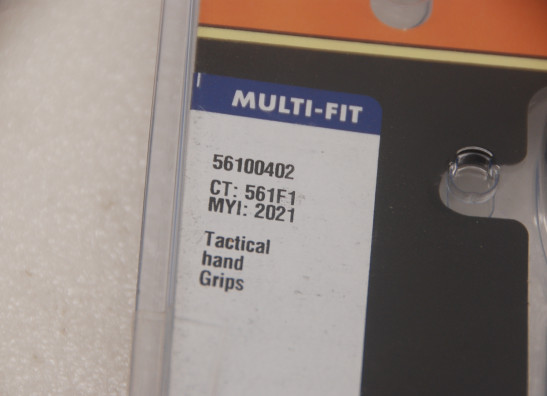 MULTI-FIT
56100402
CT: 561F1
MYI: 2021
Tactical
hand
Grips